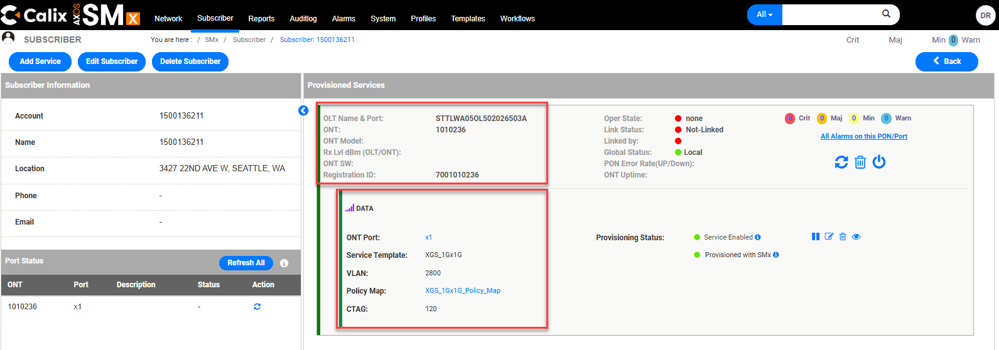 Calix AXOS SMx
Network Subscriber Reports Auditlog Alarms System Profiles Templates Workflows All DR
SUBSCRIBER You are here : / SMx / Subscriber / Subscriber: 1500136211 Crit Maj Min 0 Warn
Add Service Edit Subscriber Delete Subscriber Back
Subscriber Information
Account 1500136211
Name 1500136211
Location 3427 22ND AVE W, SEATTLE, WA
Phone -
Email -
Port Status Refresh All
ONT Port Description Status Action
1010236 x1 -
Provisioned Services
OLT Name & Port: STTLWA05OL502026503A
ONT: 1010236
ONT Model:
Rx Lvl dBm (OLT/ONT):
ONT SW:
Registration ID: 7001010236
Oper State: none
Link Status: Not-Linked
Linked by:
Global Status: Local
PON Error Rate(UP/Down):
ONT Uptime:
0 Crit 0 Maj 0 Min 0 Warn
All Alarms on this PON/Port
DATA
ONT Port: x1
Service Template: XGS_1Gx1G
VLAN: 2800
Policy Map: XGS_1Gx1G_Policy_Map
CTAG: 120
Provisioning Status: Service Enabled
Provisioned with SMx